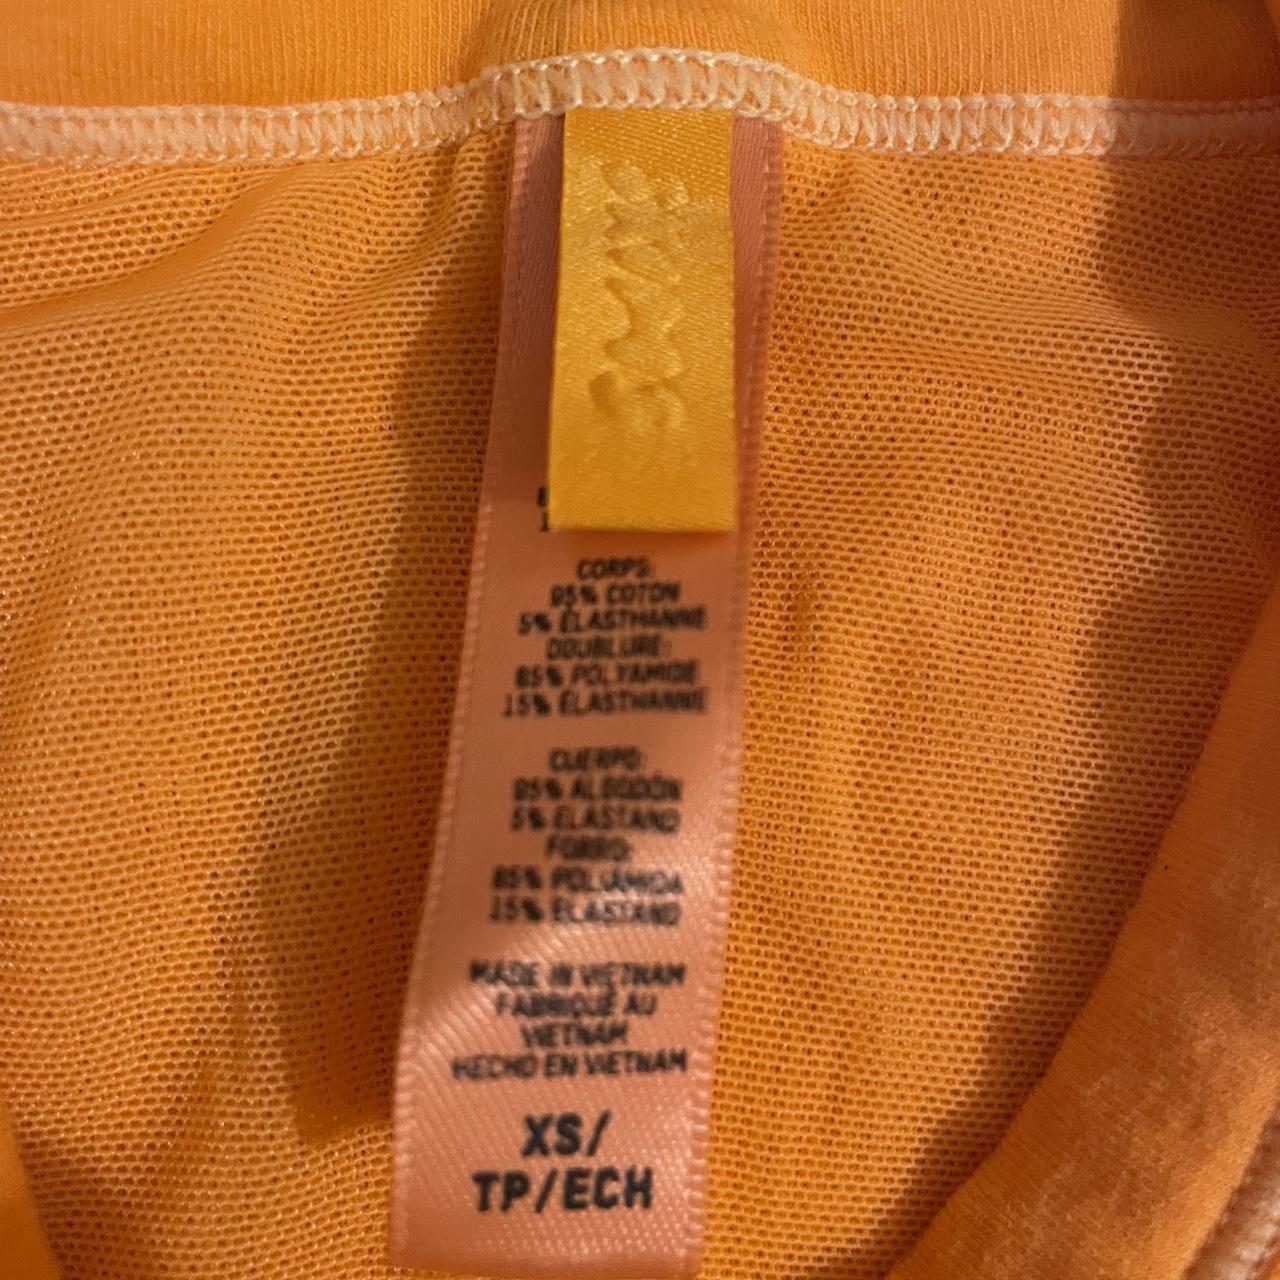 CORPS:
95% COTON
5% ÉLASTHANNE
DOUBLURE:
85% POLYAMIDE
15% ÉLASTHANNE
CUERPO:
95% ALGODÓN
5% ELASTANO
FORRO:
85% POLIAMIDA
15% ELASTANO
MADE IN VIETNAM
FABRIQUÉ AU
VIETNAM
HECHO EN VIETNAM
XS/
TP/ECH